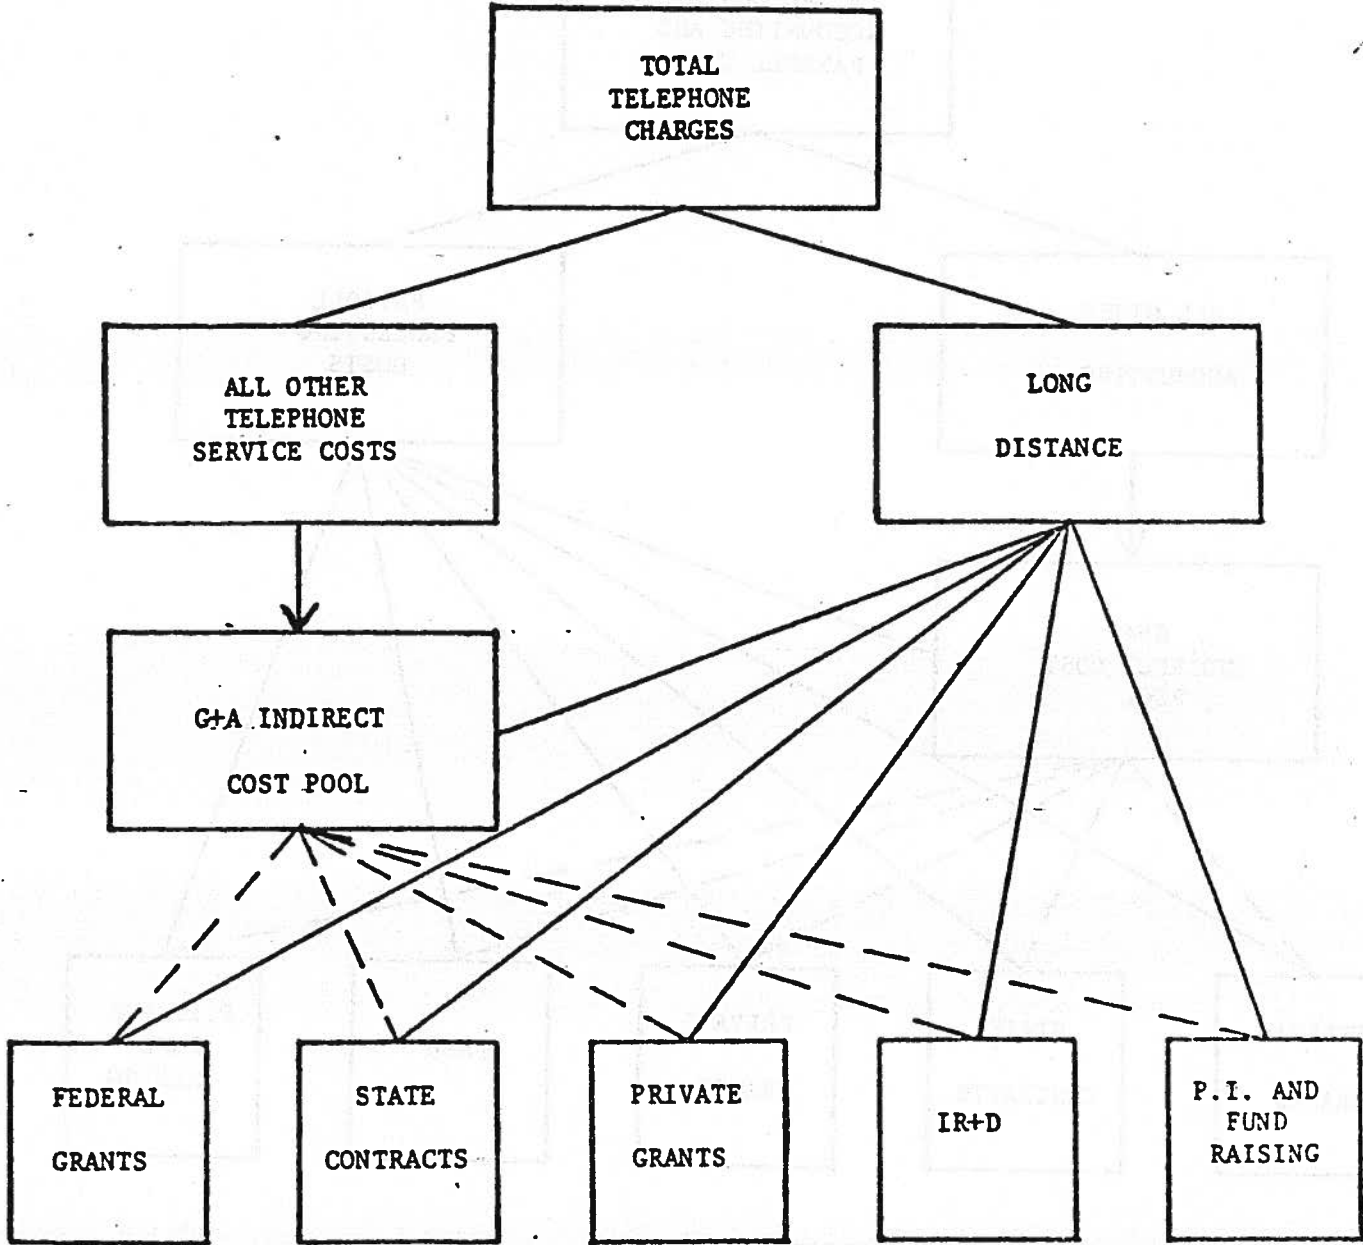 TOTAL
TELEPHONE
CHARGES
ALL OTHER
TELEPHONE
SERVICE COSTS
LONG
DISTANCE
G+A INDIRECT
COST POOL
FEDERAL
GRANTS
STATE
CONTRACTS
PRIVATE
GRANTS
IR+D
P.I. AND
FUND
RAISING